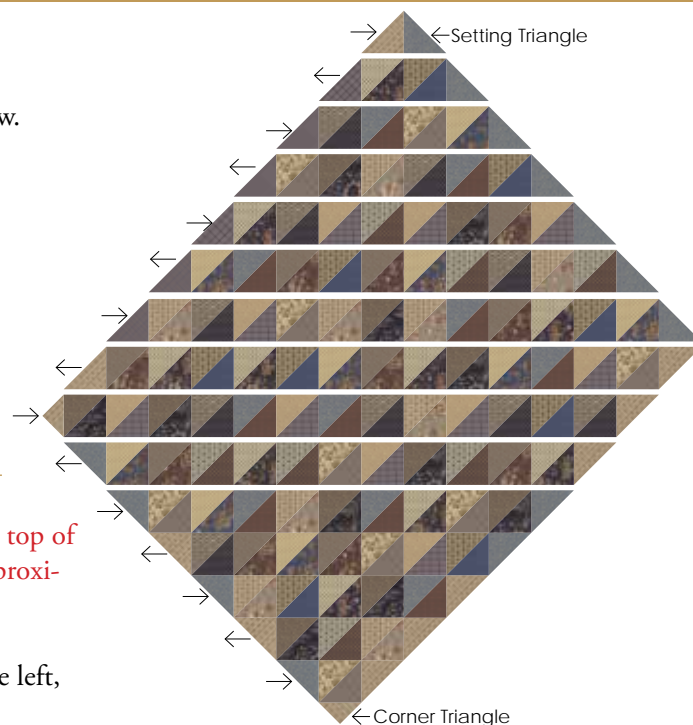 Setting Triangle
w.
top of
proxi-
e left,
Corner Triangle